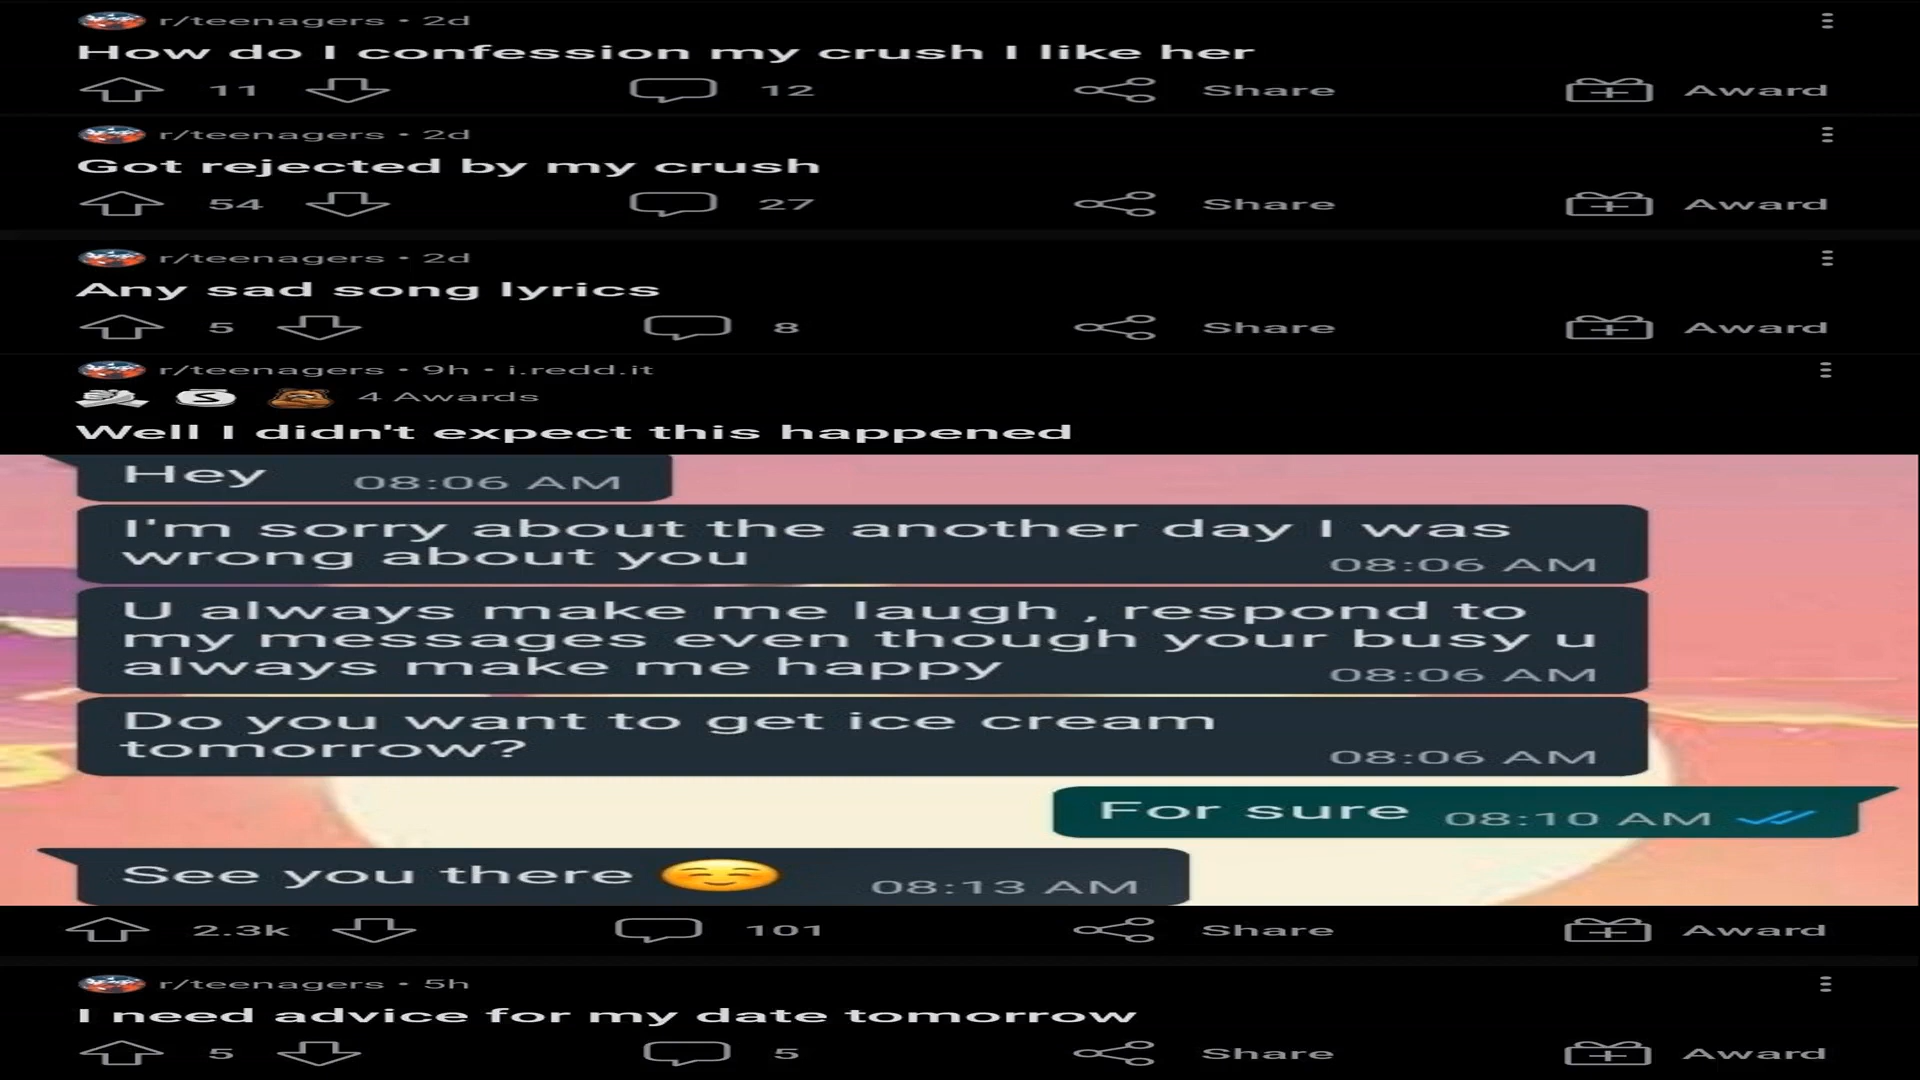 r/teenagers • 2d
How do I confession my crush I like her
11 12 Share Award
r/teenagers • 2d
Got rejected by my crush
54 27 Share Award
r/teenagers • 2d
Any sad song lyrics
5 8 Share Award
r/teenagers • 9h • i.redd.it
4 Awards
Well I didn't expect this happened
Hey 08:06 AM
I'm sorry about the another day I was
wrong about you 08:06 AM
U always make me laugh , respond to
my messages even though your busy u
always make me happy 08:06 AM
Do you want to get ice cream
tomorrow? 08:06 AM
For sure 08:10 AM
See you there 😊 08:13 AM
2.3k 101 Share Award
r/teenagers • 5h
I need advice for my date tomorrow
5 5 Share Award